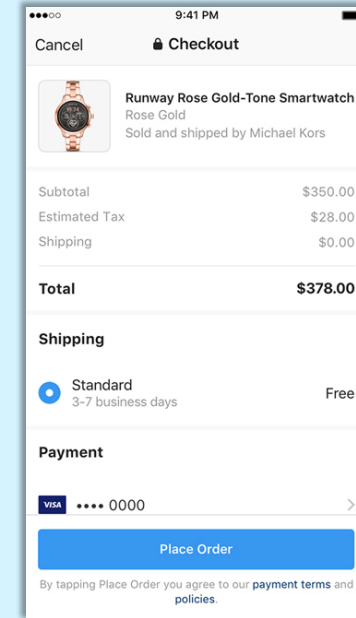 9:41 PM
Cancel
Checkout
Runway Rose Gold-Tone Smartwatch
Rose Gold
Sold and shipped by Michael Kors
Subtotal $350.00
Estimated Tax $28.00
Shipping $0.00
Total $378.00
Shipping
Standard
3-7 business days
Free
Payment
VISA •••• 0000
Place Order
By tapping Place Order you agree to our payment terms and
policies.